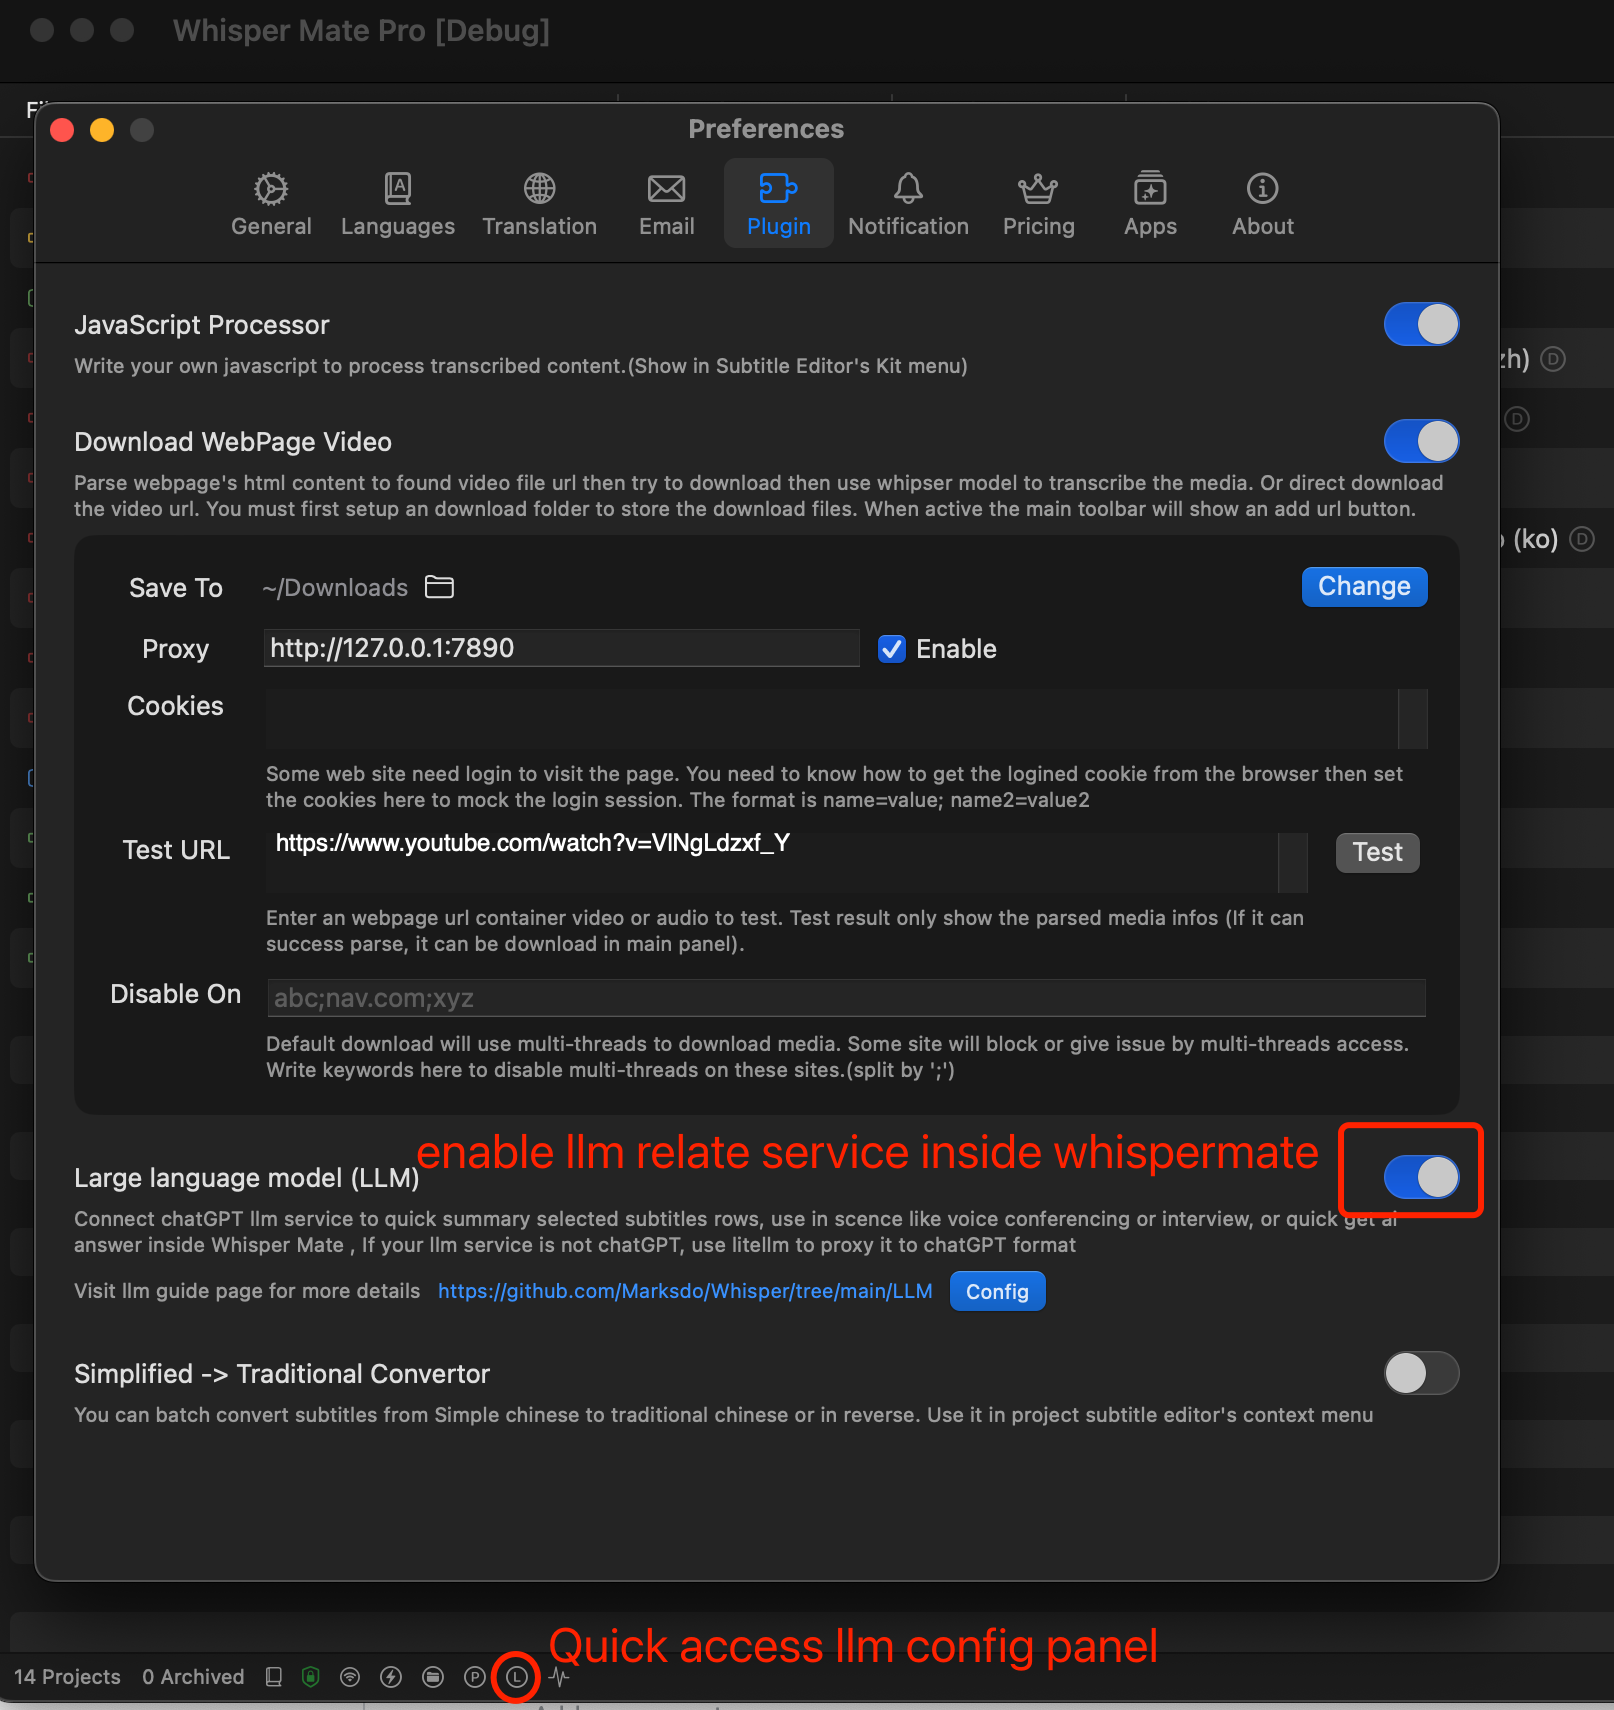 Whisper Mate Pro [Debug]
Preferences
General Languages Translation Email Plugin Notification Pricing Apps About
JavaScript Processor
Write your own javascript to process transcribed content.(Show in Subtitle Editor's Kit menu)
zh) D
D
Download WebPage Video
Parse webpage's html content to found video file url then try to download then use whipser model to transcribe the media. Or direct download
the video url. You must first setup an download folder to store the download files. When active the main toolbar will show an add url button.
(ko) D
Save To ~/Downloads Change
Proxy http://127.0.0.1:7890 Enable
Cookies
Some web site need login to visit the page. You need to know how to get the logined cookie from the browser then set
the cookies here to mock the login session. The format is name=value; name2=value2
Test URL https://www.youtube.com/watch?v=VlNgLdzxf_Y Test
Enter an webpage url container video or audio to test. Test result only show the parsed media infos (If it can
success parse, it can be download in main panel).
Disable On abc;nav.com;xyz
Default download will use multi-threads to download media. Some site will block or give issue by multi-threads access.
Write keywords here to disable multi-threads on these sites.(split by ';')
enable llm relate service inside whispermate
Large language model (LLM)
Connect chatGPT llm service to quick summary selected subtitles rows, use in scence like voice conferencing or interview, or quick get ai
answer inside Whisper Mate , If your llm service is not chatGPT, use litellm to proxy it to chatGPT format
Visit llm guide page for more details https://github.com/Marksdo/Whisper/tree/main/LLM Config
Simplified -> Traditional Convertor
You can batch convert subtitles from Simple chinese to traditional chinese or in reverse. Use it in project subtitle editor's context menu
Quick access llm config panel
14 Projects 0 Archived P L